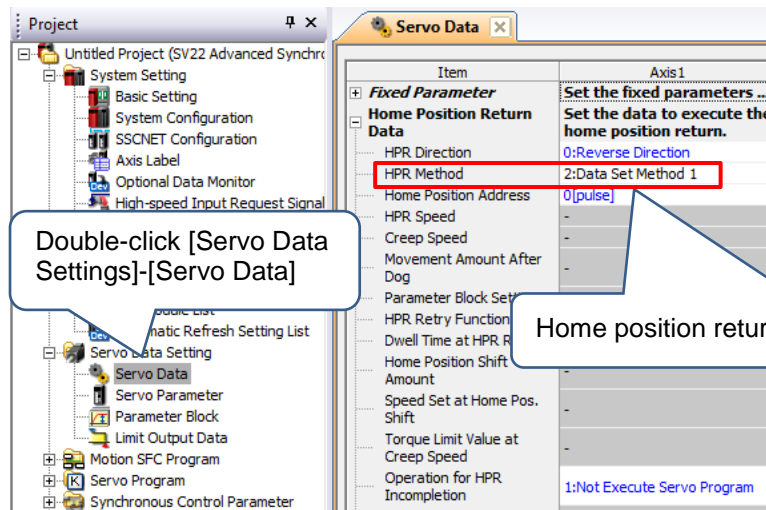 Project
Untitled Project (SV22 Advanced Synchro
System Setting
Basic Setting
System Configuration
SSCNET Configuration
Axis Label
Optional Data Monitor
High-speed Input Request Signal
Double-click [Servo Data
Settings]-[Servo Data]
List
Refresh Setting List
Servo Data Setting
Servo Data
Servo Parameter
Parameter Block
Limit Output Data
Motion SFC Program
Servo Program
Synchronous Control Parameter
Servo Data
Item Axis1
Fixed Parameter Set the fixed parameters ...
Home Position Return Set the data to execute the
Data home position return.
HPR Direction 0:Reverse Direction
HPR Method 2:Data Set Method 1
Home Position Address 0[pulse]
HPR Speed -
Creep Speed -
Movement Amount After
Dog -
Parameter Block
HPR Retry Function
Dwell Time at HPR
Home position retur
Home Position Shift
Amount -
Speed Set at Home Pos.
Shift -
Torque Limit Value at
Creep Speed -
Operation for HPR
Incompletion 1:Not Execute Servo Program